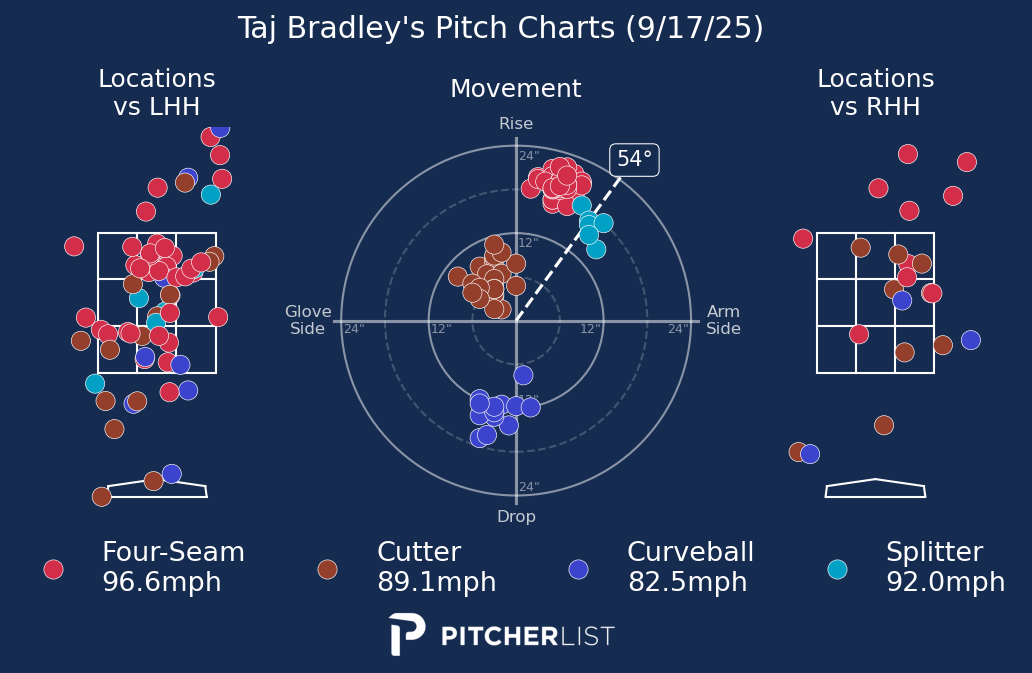 Taj Bradley's Pitch Charts (9/17/25)
Locations
vs LHH
Movement
Locations
vs RHH
Rise
24"
54°
12"
Glove
Side
24"
12"
12"
24"
Arm
Side
12"
24"
Drop
Four-Seam
96.6mph
Cutter
89.1mph
Curveball
82.5mph
Splitter
92.0mph
PITCHERLIST